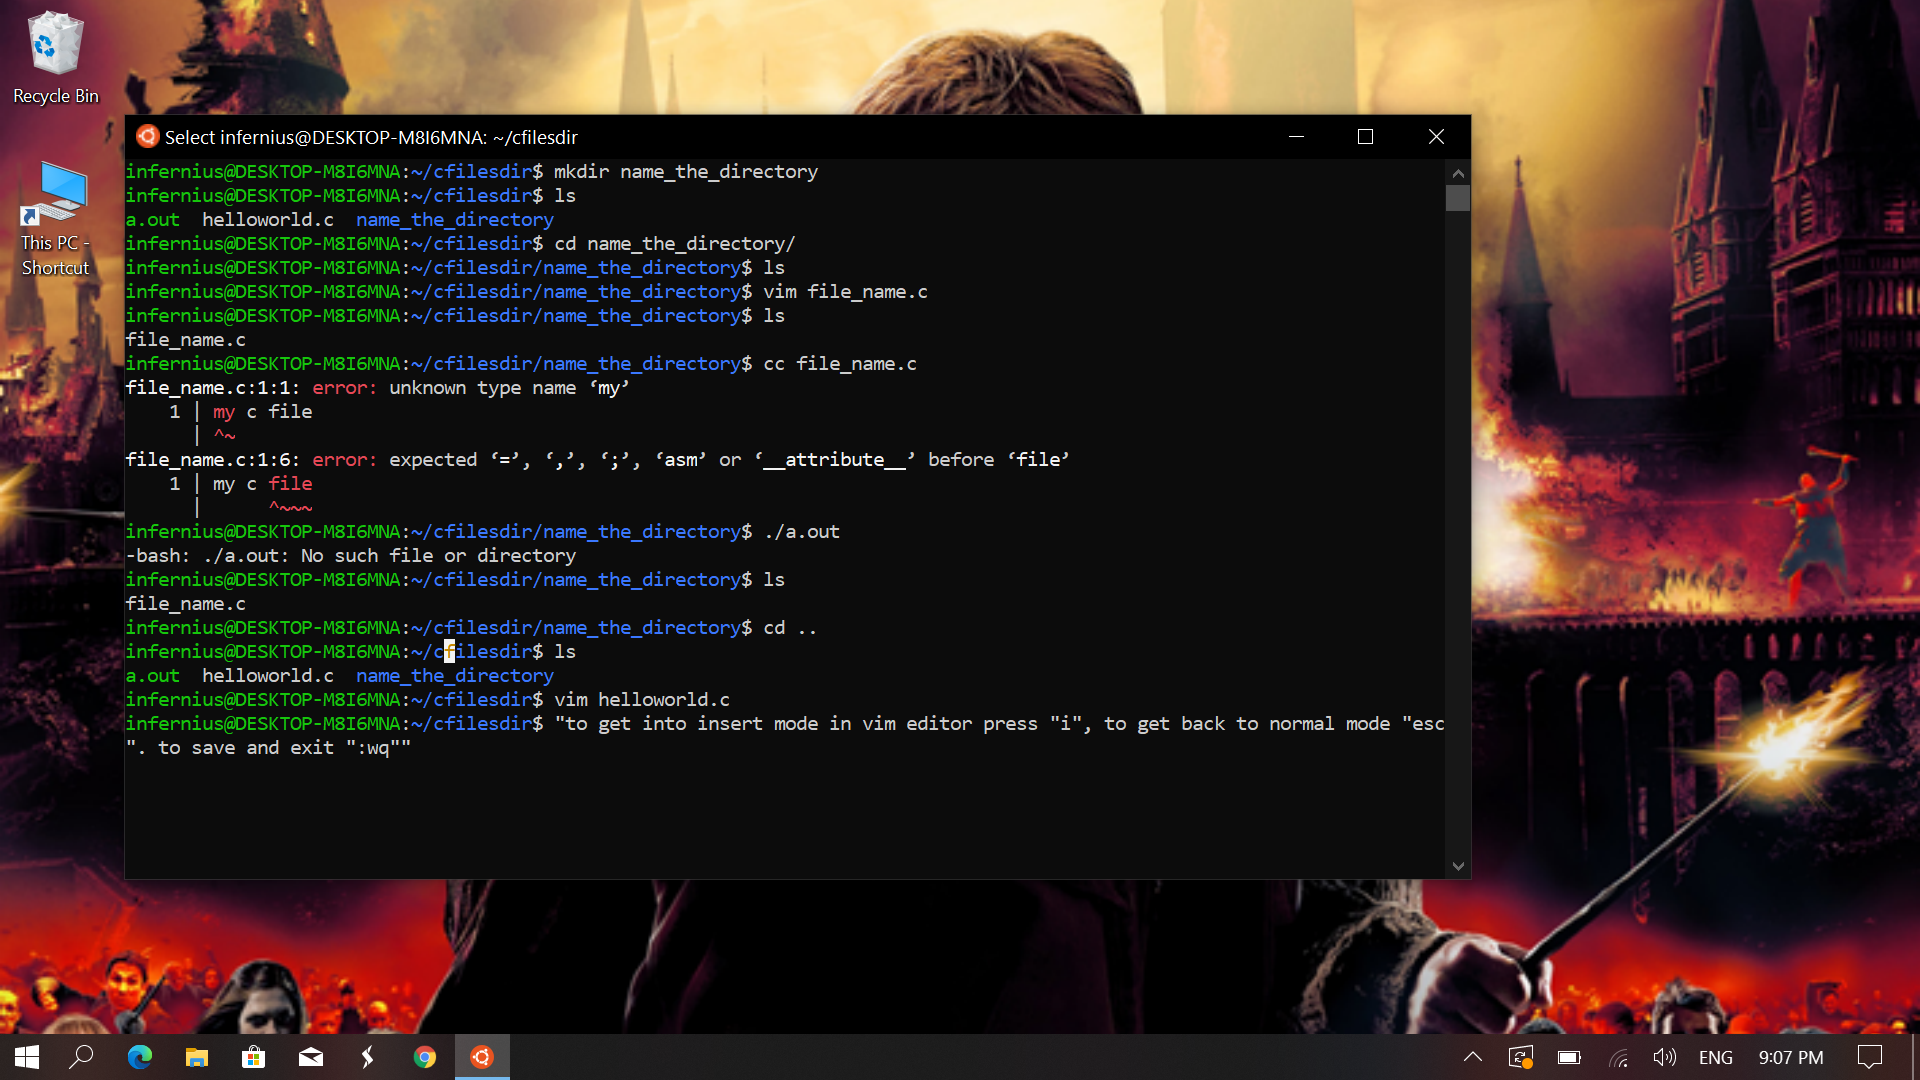 Recycle Bin
This PC -
Shortcut
Select infernius@DESKTOP-M8I6MNA: ~/cfilesdir
infernius@DESKTOP-M8I6MNA:~/cfilesdir$ mkdir name_the_directory
infernius@DESKTOP-M8I6MNA:~/cfilesdir$ ls
a.out  helloworld.c  name_the_directory
infernius@DESKTOP-M8I6MNA:~/cfilesdir$ cd name_the_directory/
infernius@DESKTOP-M8I6MNA:~/cfilesdir/name_the_directory$ ls
infernius@DESKTOP-M8I6MNA:~/cfilesdir/name_the_directory$ vim file_name.c
infernius@DESKTOP-M8I6MNA:~/cfilesdir/name_the_directory$ ls
file_name.c
infernius@DESKTOP-M8I6MNA:~/cfilesdir/name_the_directory$ cc file_name.c
file_name.c:1:1: error: unknown type name ‘my’
    1 | my c file
      | ^~
file_name.c:1:6: error: expected ‘=’, ‘,’, ‘;’, ‘asm’ or ‘__attribute__’ before ‘file’
    1 | my c file
      |      ^~~~
infernius@DESKTOP-M8I6MNA:~/cfilesdir/name_the_directory$ ./a.out
-bash: ./a.out: No such file or directory
infernius@DESKTOP-M8I6MNA:~/cfilesdir/name_the_directory$ ls
file_name.c
infernius@DESKTOP-M8I6MNA:~/cfilesdir/name_the_directory$ cd ..
infernius@DESKTOP-M8I6MNA:~/cfilesdir$ ls
a.out  helloworld.c  name_the_directory
infernius@DESKTOP-M8I6MNA:~/cfilesdir$ vim helloworld.c
infernius@DESKTOP-M8I6MNA:~/cfilesdir$ "to get into insert mode in vim editor press "i", to get back to normal mode "esc
". to save and exit ":wq""
ENG
9:07 PM